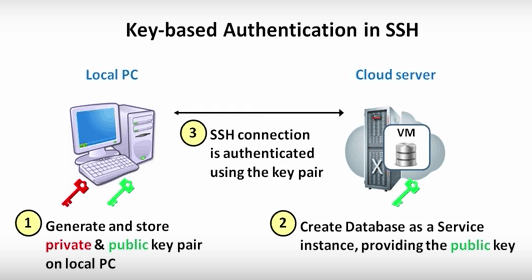 Key-based Authentication in SSH
Local PC
Cloud server
VM
X
3
SSH connection
is authenticated
using the key pair
1
Generate and store
private & public key pair
on local PC
2
Create Database as a Service
instance, providing the public key